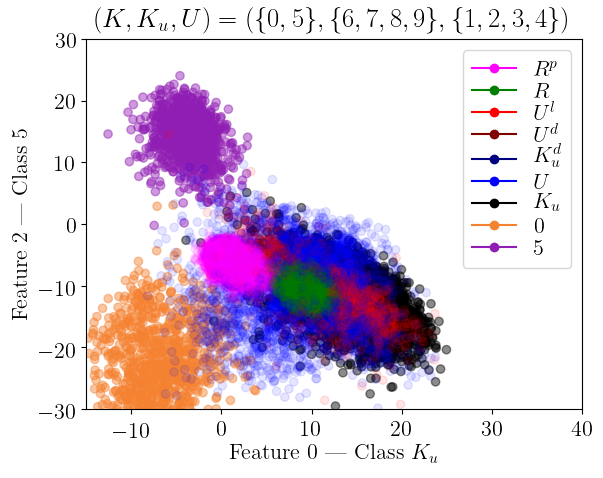 (K, K_u, U) = ({0, 5}, {6, 7, 8, 9}, {1, 2, 3, 4})
30
20
10
0
−10
−20
−30
Feature 2 — Class 5
R^p
R
U^l
U^d
K_u^d
U
K_u
0
5
−10
0
10
20
30
40
Feature 0 — Class K_u